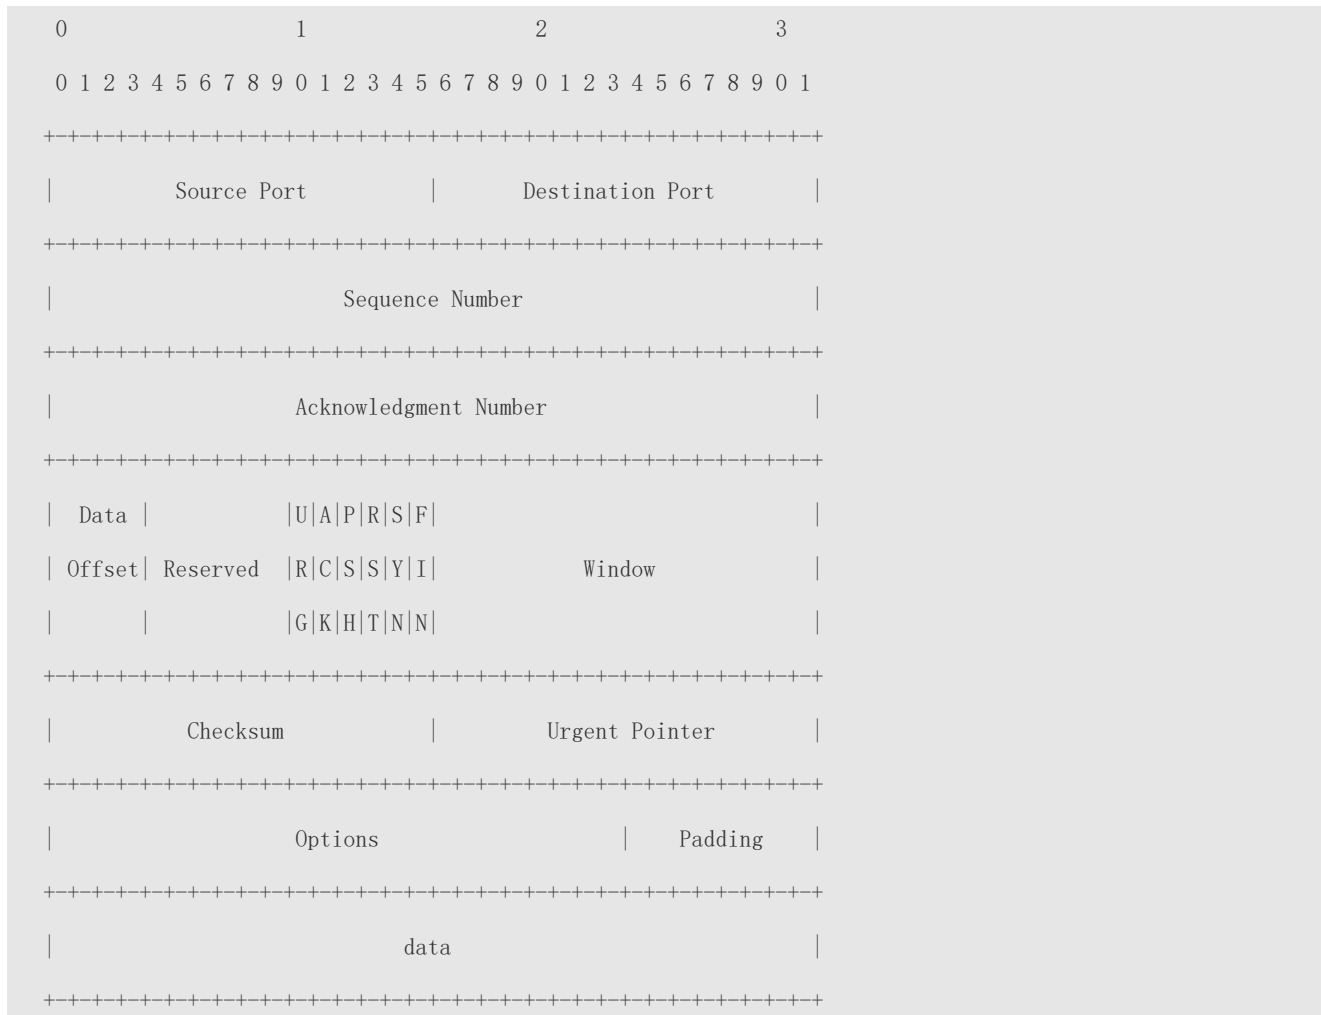 0                   1                   2                   3
 0 1 2 3 4 5 6 7 8 9 0 1 2 3 4 5 6 7 8 9 0 1 2 3 4 5 6 7 8 9 0 1
+-+-+-+-+-+-+-+-+-+-+-+-+-+-+-+-+-+-+-+-+-+-+-+-+-+-+-+-+-+-+-+-+
|          Source Port          |       Destination Port        |
+-+-+-+-+-+-+-+-+-+-+-+-+-+-+-+-+-+-+-+-+-+-+-+-+-+-+-+-+-+-+-+-+
|                        Sequence Number                        |
+-+-+-+-+-+-+-+-+-+-+-+-+-+-+-+-+-+-+-+-+-+-+-+-+-+-+-+-+-+-+-+-+
|                    Acknowledgment Number                      |
+-+-+-+-+-+-+-+-+-+-+-+-+-+-+-+-+-+-+-+-+-+-+-+-+-+-+-+-+-+-+-+-+
|  Data |           |U|A|P|R|S|F|                               |
| Offset| Reserved  |R|C|S|S|Y|I|            Window             |
|       |           |G|K|H|T|N|N|                               |
+-+-+-+-+-+-+-+-+-+-+-+-+-+-+-+-+-+-+-+-+-+-+-+-+-+-+-+-+-+-+-+-+
|           Checksum            |         Urgent Pointer        |
+-+-+-+-+-+-+-+-+-+-+-+-+-+-+-+-+-+-+-+-+-+-+-+-+-+-+-+-+-+-+-+-+
|                    Options                    |    Padding    |
+-+-+-+-+-+-+-+-+-+-+-+-+-+-+-+-+-+-+-+-+-+-+-+-+-+-+-+-+-+-+-+-+
|                             data                              |
+-+-+-+-+-+-+-+-+-+-+-+-+-+-+-+-+-+-+-+-+-+-+-+-+-+-+-+-+-+-+-+-+